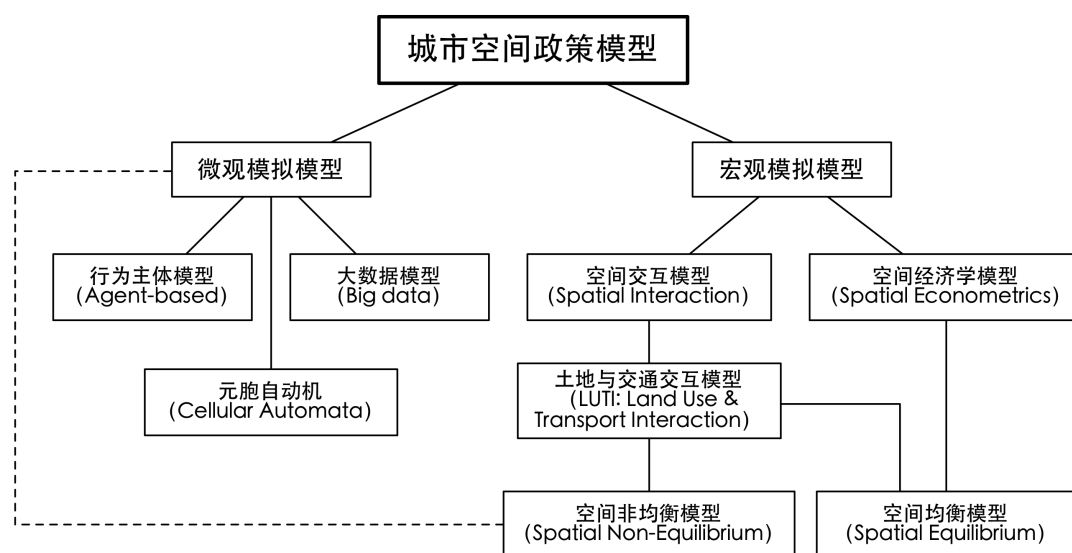 城市空间政策模型
微观模拟模型
宏观模拟模型
行为主体模型
(Agent-based)
大数据模型
(Big data)
空间交互模型
(Spatial Interaction)
空间经济学模型
(Spatial Econometrics)
元胞自动机
(Cellular Automata)
土地与交通交互模型
(LUTI: Land Use &
Transport Interaction)
空间非均衡模型
(Spatial Non-Equilibrium)
空间均衡模型
(Spatial Equilibrium)